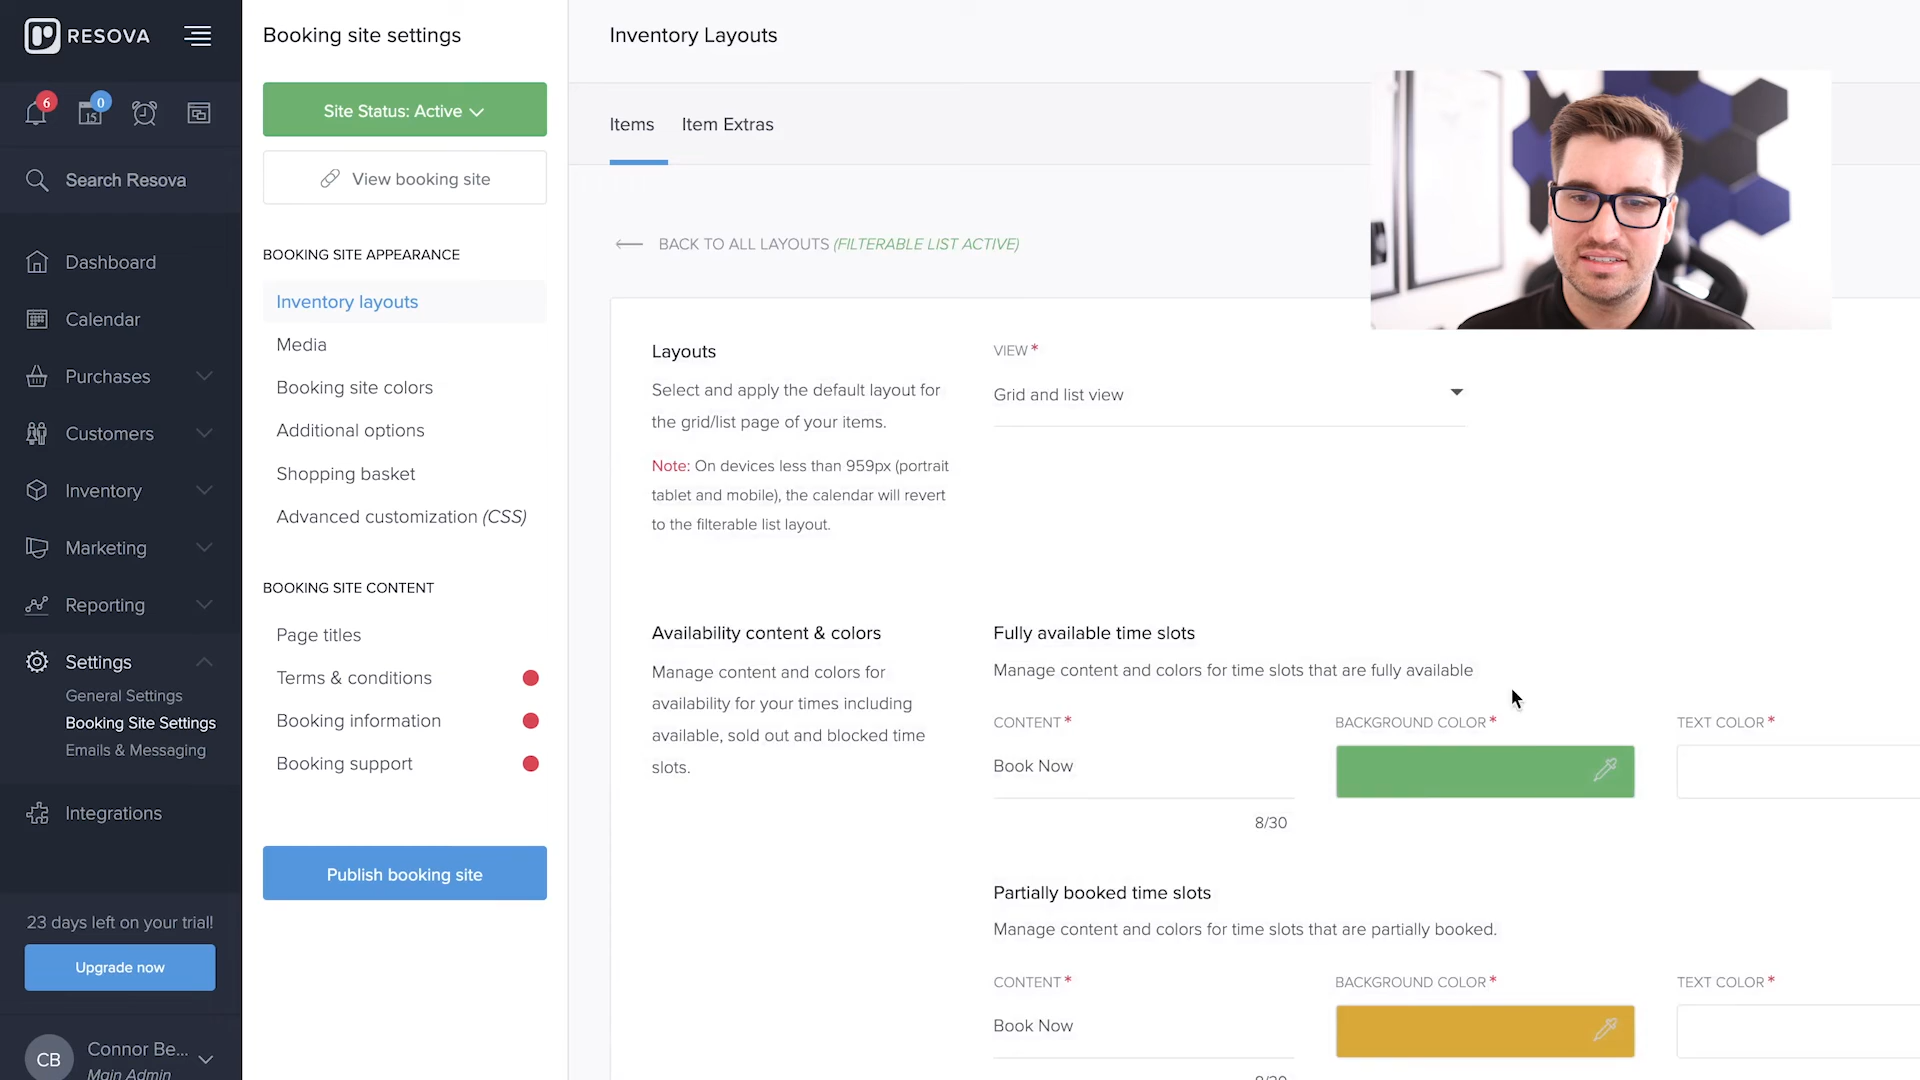 RESOVA
6
0
15
Search Resova
Dashboard
Calendar
Purchases
Customers
Inventory
Marketing
Reporting
Settings
General Settings
Booking Site Settings
Emails & Messaging
Integrations
23 days left on your trial!
Upgrade now
CB
Connor Be...
Main Admin
Booking site settings
Site Status: Active
View booking site
BOOKING SITE APPEARANCE
Inventory layouts
Media
Booking site colors
Additional options
Shopping basket
Advanced customization (CSS)
BOOKING SITE CONTENT
Page titles
Terms & conditions
Booking information
Booking support
Publish booking site
Inventory Layouts
Items
Item Extras
BACK TO ALL LAYOUTS (FILTERABLE LIST ACTIVE)
Layouts
Select and apply the default layout for
the grid/list page of your items.
Note: On devices less than 959px (portrait
tablet and mobile), the calendar will revert
to the filterable list layout.
VIEW *
Grid and list view
Availability content & colors
Manage content and colors for
availability for your times including
available, sold out and blocked time
slots.
Fully available time slots
Manage content and colors for time slots that are fully available
CONTENT *
BACKGROUND COLOR *
TEXT COLOR *
Book Now
8/30
Partially booked time slots
Manage content and colors for time slots that are partially booked.
CONTENT *
BACKGROUND COLOR *
TEXT COLOR *
Book Now